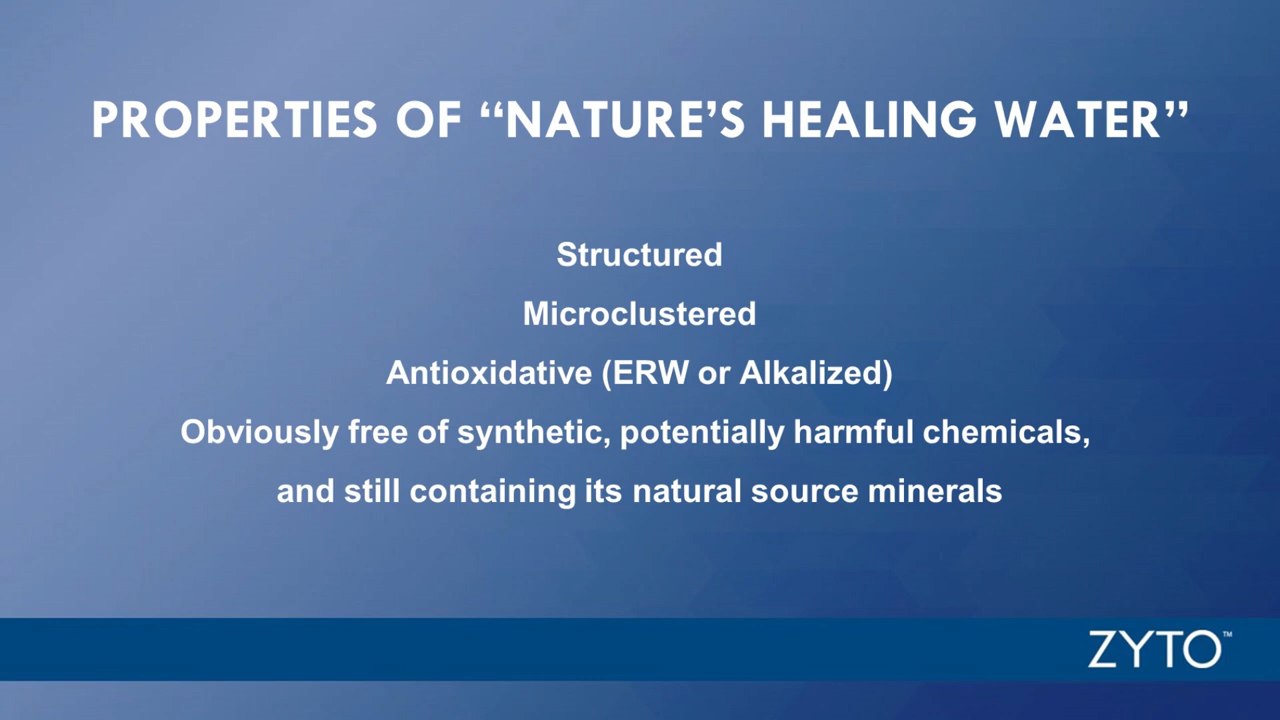 PROPERTIES OF “NATURE’S HEALING WATER”
Structured
Microclustered
Antioxidative (ERW or Alkalized)
Obviously free of synthetic, potentially harmful chemicals,
and still containing its natural source minerals
ZYTO™